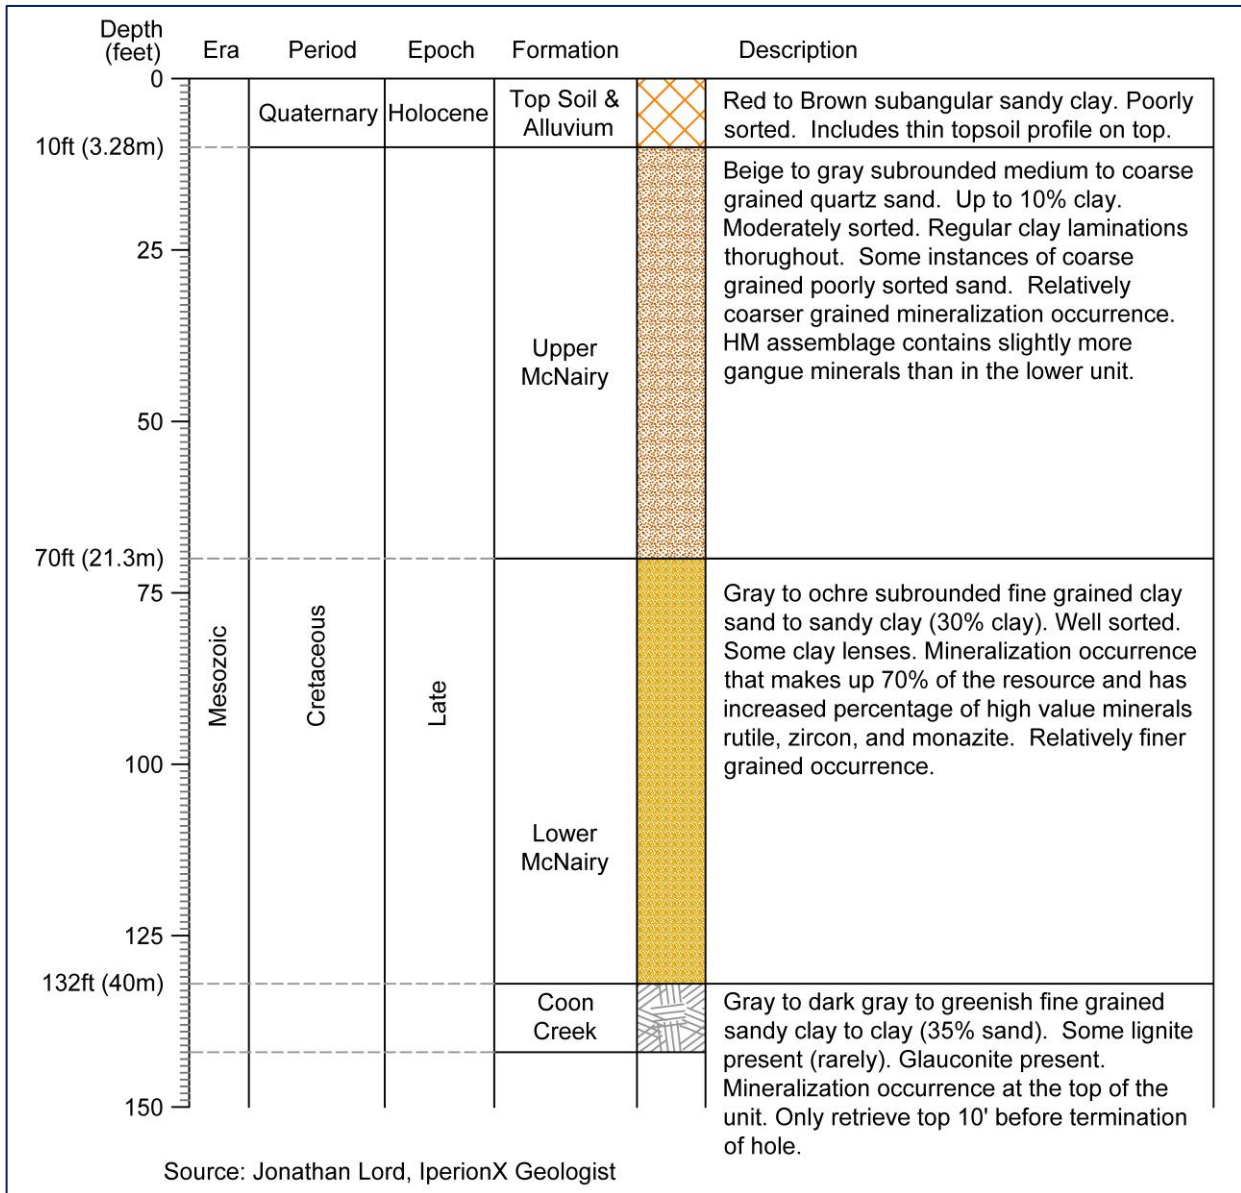 Depth
(feet)
Era
Period
Epoch
Formation
Description
0
Quaternary
Holocene
Top Soil &
Alluvium
Red to Brown subangular sandy clay. Poorly
sorted.  Includes thin topsoil profile on top.
10ft (3.28m)
Beige to gray subrounded medium to coarse
grained quartz sand.  Up to 10% clay.
Moderately sorted. Regular clay laminations
thorughout.  Some instances of coarse
grained poorly sorted sand.  Relatively
coarser grained mineralization occurrence.
HM assemblage contains slightly more
gangue minerals than in the lower unit.
25
Upper
McNairy
50
70ft (21.3m)
75
Gray to ochre subrounded fine grained clay
sand to sandy clay (30% clay). Well sorted.
Some clay lenses. Mineralization occurrence
that makes up 70% of the resource and has
increased percentage of high value minerals
rutile, zircon, and monazite.  Relatively finer
grained occurrence.
Mesozoic
Cretaceous
Late
100
Lower
McNairy
125
132ft (40m)
Coon
Creek
Gray to dark gray to greenish fine grained
sandy clay to clay (35% sand).  Some lignite
present (rarely). Glauconite present.
Mineralization occurrence at the top of the
unit. Only retrieve top 10' before termination
of hole.
150
Source: Jonathan Lord, IperionX Geologist